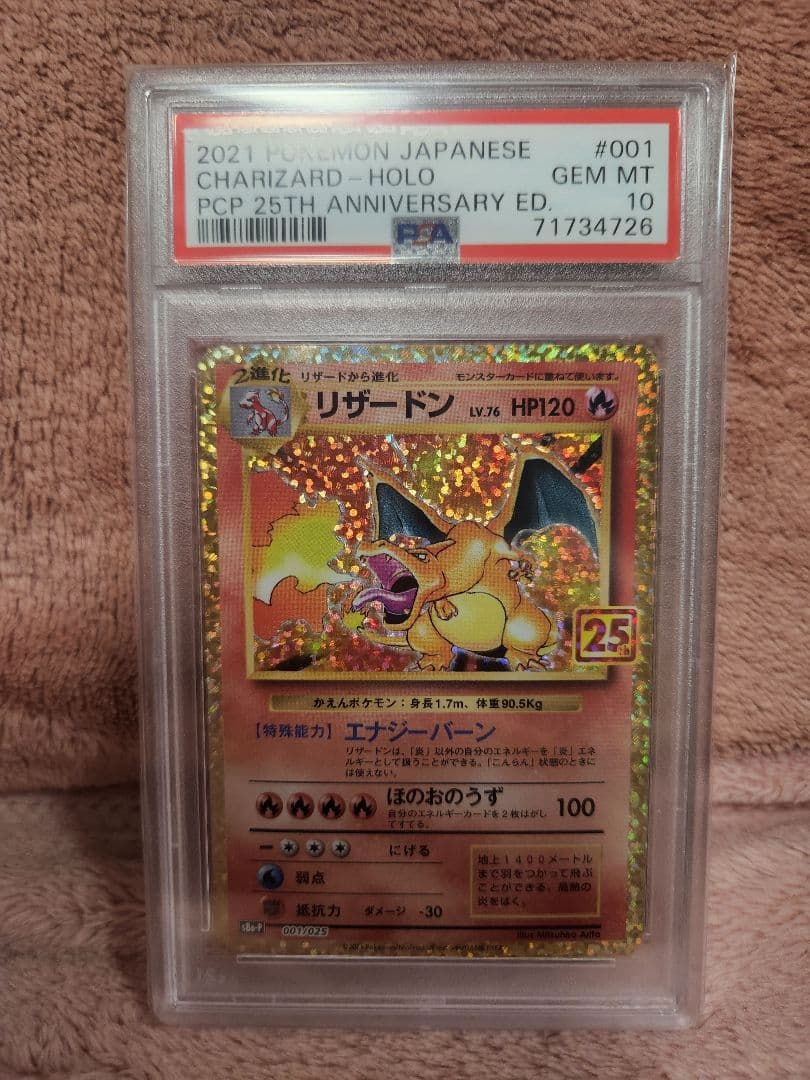 2021 POKEMON JAPANESE #001
CHARIZARD-HOLO GEM MT
PCP 25TH ANNIVERSARY ED. 10
PSA 71734726
2進化 リザードから進化 モンスターカードに重ねて使います。
リザードン LV.76 HP120
25th
かえんポケモン：身長1.7m、体重90.5Kg
【特殊能力】エナジーバーン
リザードンは、「炎」以外の自分のエネルギーを「炎」エネ
ルギーとして扱うことができる。「こんらん」状態のときに
は使えない。
ほのおのうず 100
自分のエネルギーカードを2枚はがし
てすてる。
にげる
弱点
抵抗力 ダメージ -30
地上1400メートル
まで羽をつかって飛ぶ
ことができる。高熱の
炎をはく。
s8a-P 001/025
Illus. Mitsuhiro Arita